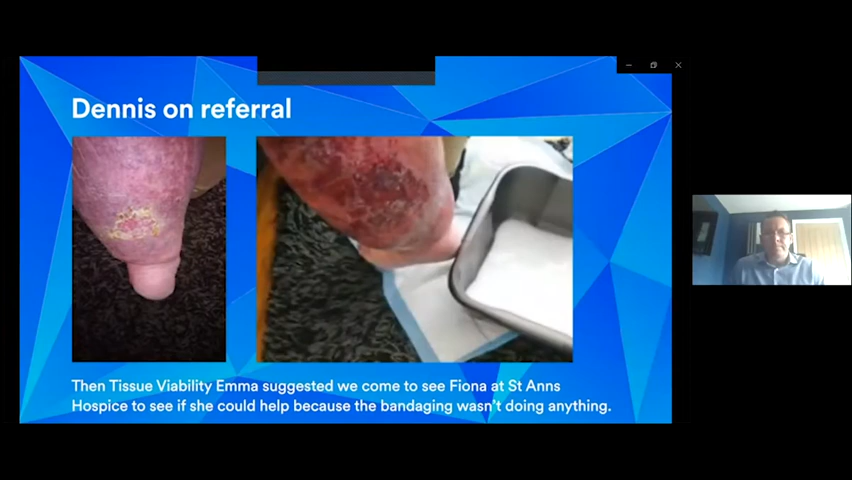 Dennis on referral
Then Tissue Viability Emma suggested we come to see Fiona at St Anns
Hospice to see if she could help because the bandaging wasn't doing anything.